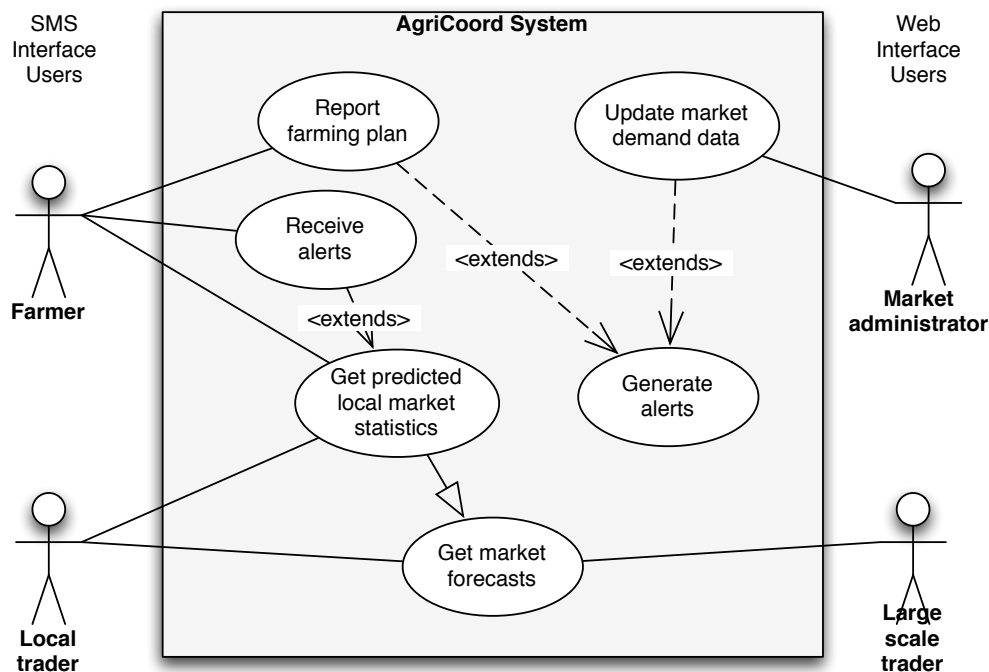 SMS
Interface
Users
AgriCoord System
Web
Interface
Users
Report
farming plan
Update market
demand data
Receive
alerts
<extends>
<extends>
Farmer
<extends>
Market
administrator
Get predicted
local market
statistics
Generate
alerts
Get market
forecasts
Local
trader
Large
scale
trader